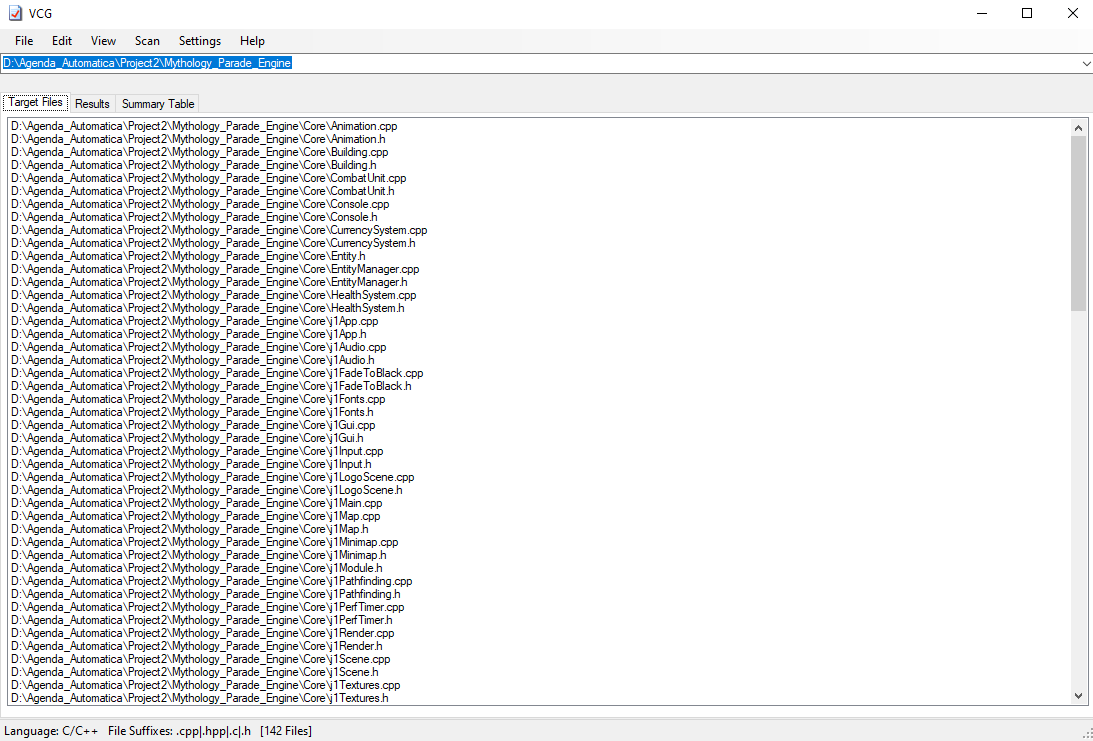 VCG
File Edit View Scan Settings Help
D:\Agenda_Automatica\Project2\Mythology_Parade_Engine
Target Files Results Summary Table
D:\Agenda_Automatica\Project2\Mythology_Parade_Engine\Core\Animation.cpp
D:\Agenda_Automatica\Project2\Mythology_Parade_Engine\Core\Animation.h
D:\Agenda_Automatica\Project2\Mythology_Parade_Engine\Core\Building.cpp
D:\Agenda_Automatica\Project2\Mythology_Parade_Engine\Core\Building.h
D:\Agenda_Automatica\Project2\Mythology_Parade_Engine\Core\CombatUnit.cpp
D:\Agenda_Automatica\Project2\Mythology_Parade_Engine\Core\CombatUnit.h
D:\Agenda_Automatica\Project2\Mythology_Parade_Engine\Core\Console.cpp
D:\Agenda_Automatica\Project2\Mythology_Parade_Engine\Core\Console.h
D:\Agenda_Automatica\Project2\Mythology_Parade_Engine\Core\CurrencySystem.cpp
D:\Agenda_Automatica\Project2\Mythology_Parade_Engine\Core\CurrencySystem.h
D:\Agenda_Automatica\Project2\Mythology_Parade_Engine\Core\Entity.h
D:\Agenda_Automatica\Project2\Mythology_Parade_Engine\Core\EntityManager.cpp
D:\Agenda_Automatica\Project2\Mythology_Parade_Engine\Core\EntityManager.h
D:\Agenda_Automatica\Project2\Mythology_Parade_Engine\Core\HealthSystem.cpp
D:\Agenda_Automatica\Project2\Mythology_Parade_Engine\Core\HealthSystem.h
D:\Agenda_Automatica\Project2\Mythology_Parade_Engine\Core\j1App.cpp
D:\Agenda_Automatica\Project2\Mythology_Parade_Engine\Core\j1App.h
D:\Agenda_Automatica\Project2\Mythology_Parade_Engine\Core\j1Audio.cpp
D:\Agenda_Automatica\Project2\Mythology_Parade_Engine\Core\j1Audio.h
D:\Agenda_Automatica\Project2\Mythology_Parade_Engine\Core\j1FadeToBlack.cpp
D:\Agenda_Automatica\Project2\Mythology_Parade_Engine\Core\j1FadeToBlack.h
D:\Agenda_Automatica\Project2\Mythology_Parade_Engine\Core\j1Fonts.cpp
D:\Agenda_Automatica\Project2\Mythology_Parade_Engine\Core\j1Fonts.h
D:\Agenda_Automatica\Project2\Mythology_Parade_Engine\Core\j1Gui.cpp
D:\Agenda_Automatica\Project2\Mythology_Parade_Engine\Core\j1Gui.h
D:\Agenda_Automatica\Project2\Mythology_Parade_Engine\Core\j1Input.cpp
D:\Agenda_Automatica\Project2\Mythology_Parade_Engine\Core\j1Input.h
D:\Agenda_Automatica\Project2\Mythology_Parade_Engine\Core\j1LogoScene.cpp
D:\Agenda_Automatica\Project2\Mythology_Parade_Engine\Core\j1LogoScene.h
D:\Agenda_Automatica\Project2\Mythology_Parade_Engine\Core\j1Main.cpp
D:\Agenda_Automatica\Project2\Mythology_Parade_Engine\Core\j1Map.cpp
D:\Agenda_Automatica\Project2\Mythology_Parade_Engine\Core\j1Map.h
D:\Agenda_Automatica\Project2\Mythology_Parade_Engine\Core\j1Minimap.cpp
D:\Agenda_Automatica\Project2\Mythology_Parade_Engine\Core\j1Minimap.h
D:\Agenda_Automatica\Project2\Mythology_Parade_Engine\Core\j1Module.h
D:\Agenda_Automatica\Project2\Mythology_Parade_Engine\Core\j1Pathfinding.cpp
D:\Agenda_Automatica\Project2\Mythology_Parade_Engine\Core\j1Pathfinding.h
D:\Agenda_Automatica\Project2\Mythology_Parade_Engine\Core\j1PerfTimer.cpp
D:\Agenda_Automatica\Project2\Mythology_Parade_Engine\Core\j1PerfTimer.h
D:\Agenda_Automatica\Project2\Mythology_Parade_Engine\Core\j1Render.cpp
D:\Agenda_Automatica\Project2\Mythology_Parade_Engine\Core\j1Render.h
D:\Agenda_Automatica\Project2\Mythology_Parade_Engine\Core\j1Scene.cpp
D:\Agenda_Automatica\Project2\Mythology_Parade_Engine\Core\j1Scene.h
D:\Agenda_Automatica\Project2\Mythology_Parade_Engine\Core\j1Textures.cpp
D:\Agenda_Automatica\Project2\Mythology_Parade_Engine\Core\j1Textures.h
Language: C/C++ File Suffixes: .cpp|.hpp|.c|.h [142 Files]